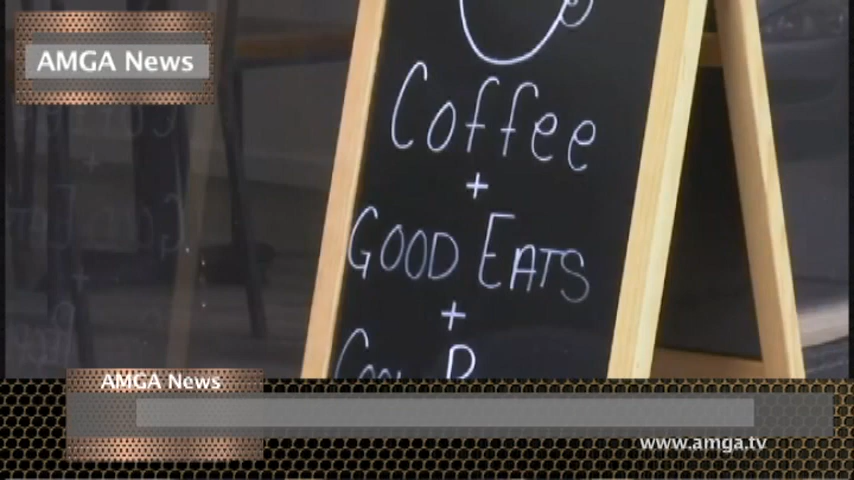 AMGA News
Coffee
+
GOOD EATS
+
AMGA News
www.amga.tv